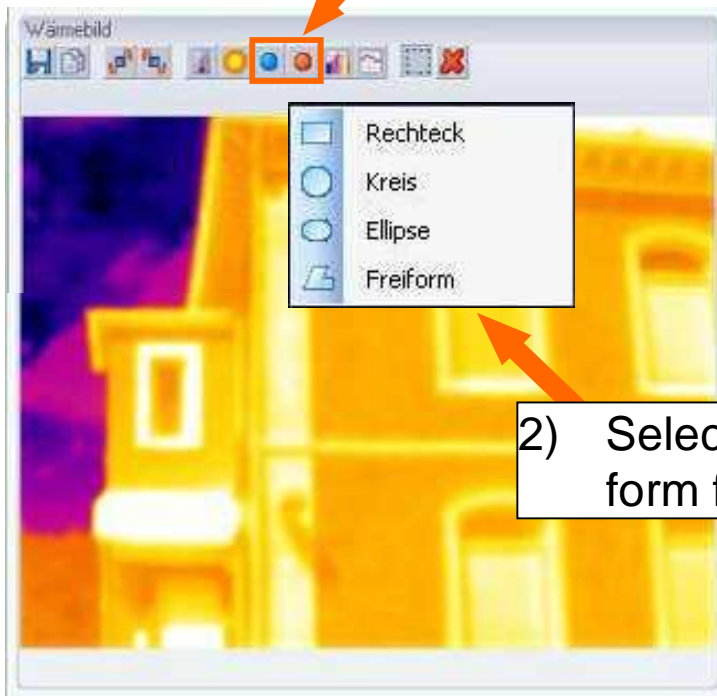 Wärmebild
Rechteck
Kreis
Ellipse
Freiform
2) Selec
form